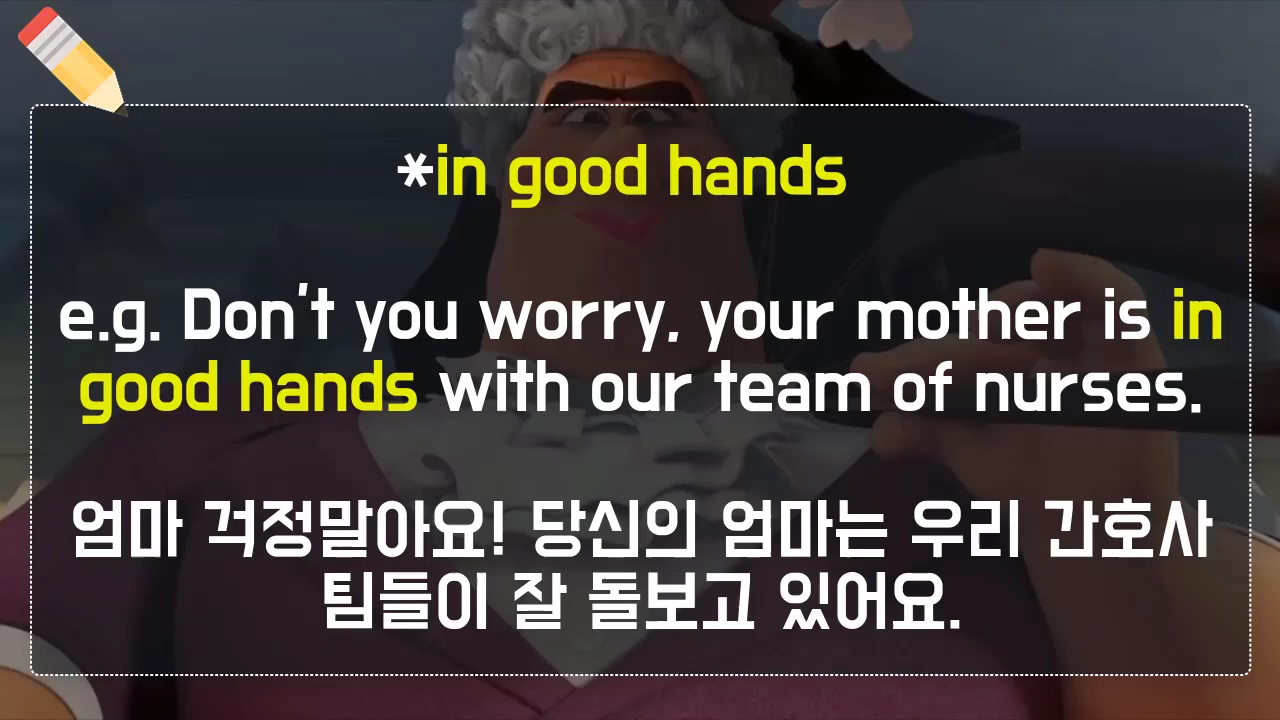 *in good hands
e.g. Don't you worry, your mother is in
good hands with our team of nurses.
엄마 걱정말아요! 당신의 엄마는 우리 간호사
팀들이 잘 돌보고 있어요.